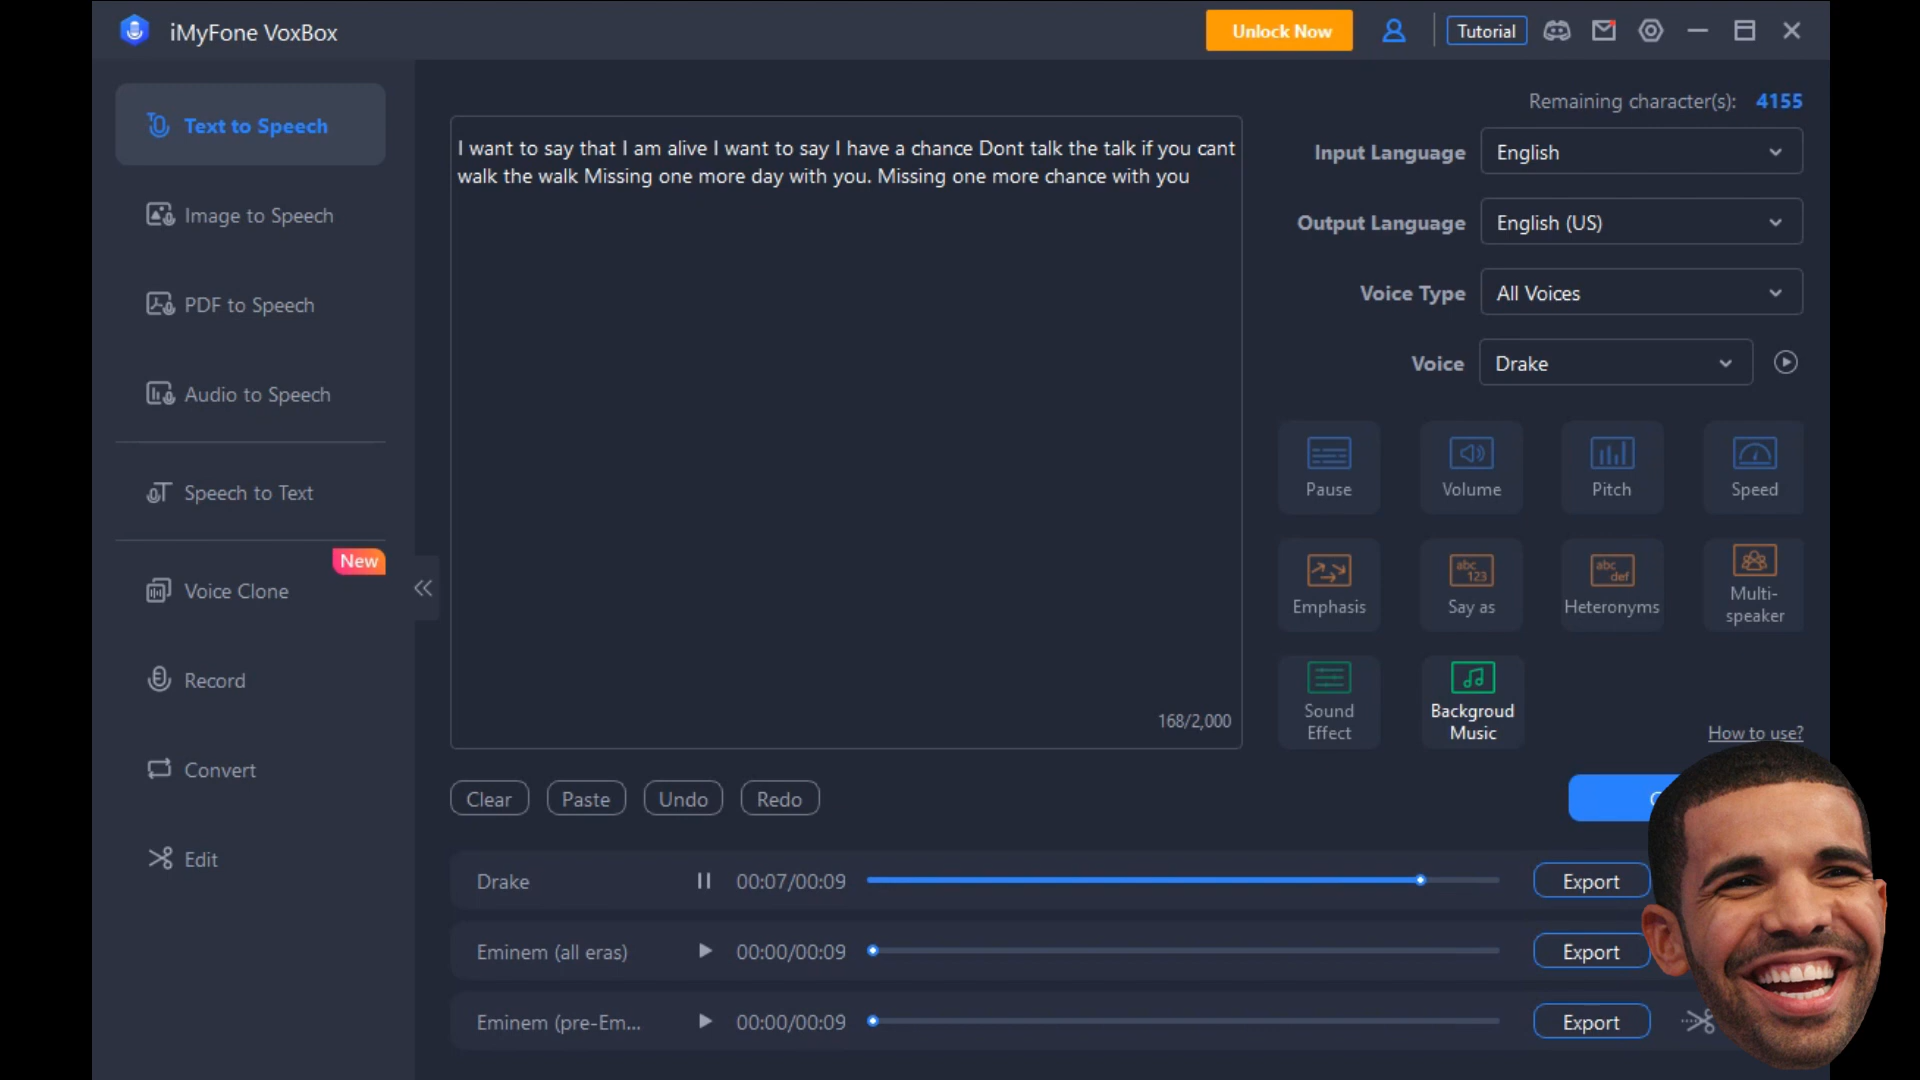 iMyFone VoxBox
Unlock Now
Tutorial
Text to Speech
Image to Speech
PDF to Speech
Audio to Speech
Speech to Text
New
Voice Clone
Record
Convert
Edit
I want to say that I am alive I want to say I have a chance Dont talk the talk if you cant
walk the walk Missing one more day with you. Missing one more chance with you
168/2,000
Remaining character(s): 4155
Input Language English
Output Language English (US)
Voice Type All Voices
Voice Drake
Pause Volume Pitch Speed
Emphasis Say as Heteronyms Multi-
speaker
abc 123
abc def
Sound
Effect
Backgroud
Music
How to use?
Clear Paste Undo Redo
Drake 00:07/00:09 Export
Eminem (all eras) 00:00/00:09 Export
Eminem (pre-Em... 00:00/00:09 Export